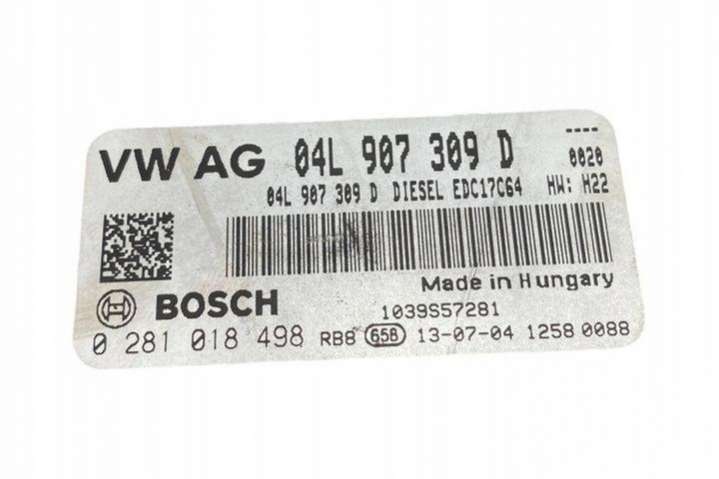 VW AG 04L 907 309 D ----
0020
04L 907 309 D DIESEL EDC17C64 HW: H22
Made in Hungary
BOSCH 1039S57281
0 281 018 498 RB8 658 13-07-04 1258 0088